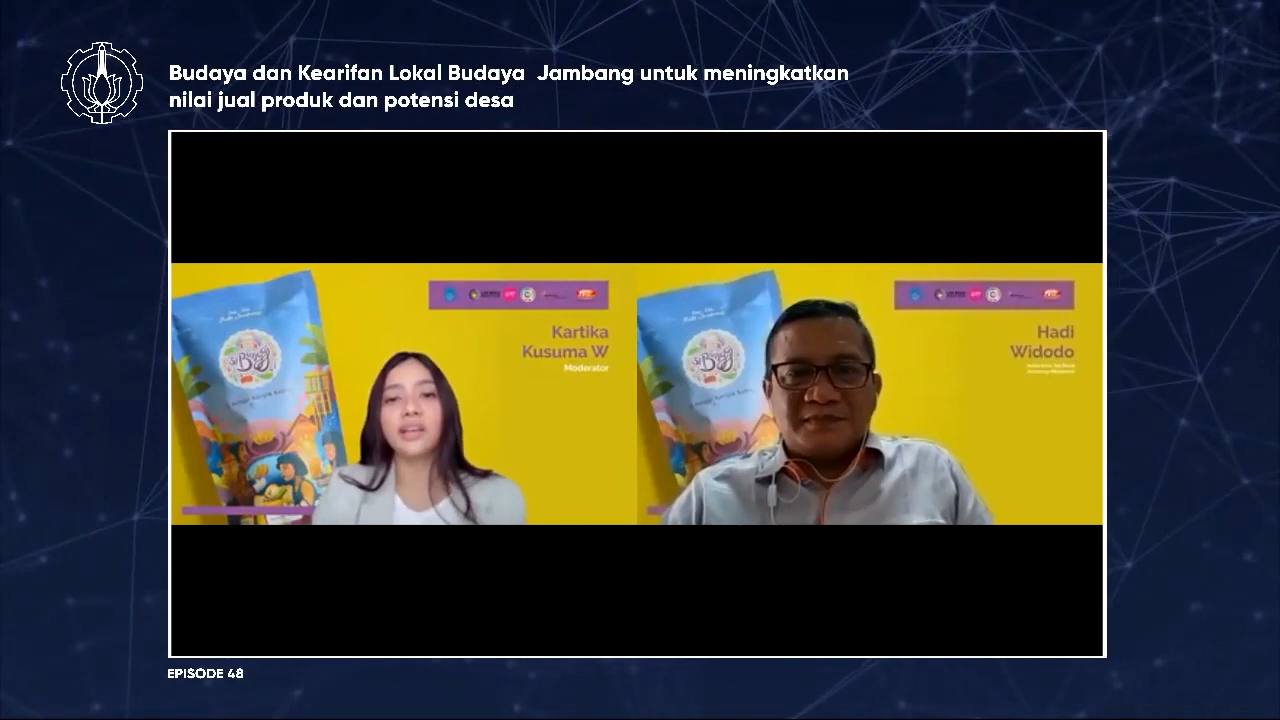 Budaya dan Kearifan Lokal Budaya Jambang untuk meningkatkan
nilai jual produk dan potensi desa
Kartika
Kusuma W
Moderator
Hadi
Widodo
EPISODE 48